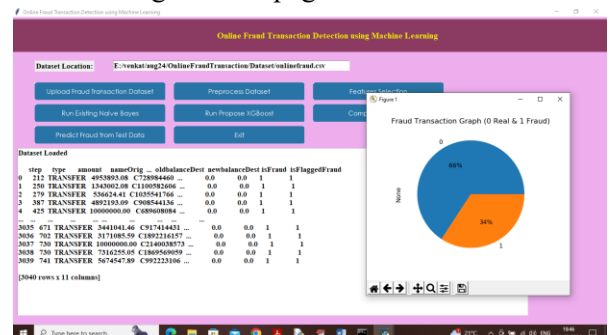 Online Fraud Transaction Detection using Machine Learning
Online Fraud Transaction Detection using Machine Learning
Dataset Location: E:/venkat/aug24/OnlineFraudTransaction/Dataset/onlinefraud.csv
Upload Fraud Transaction Dataset Preprocess Dataset Features Selection
Run Existing Naive Bayes Run Propose XGBoost Comp
Predict Fraud from Test Data Exit
Dataset Loaded
step type amount nameOrig ... oldbalanceDest newbalanceDest isFraud isFlaggedFraud
0 212 TRANSFER 4953893.08 C728984460 ... 0.0 0.0 1 1
1 250 TRANSFER 1343002.08 C1100582606 ... 0.0 0.0 1 1
2 279 TRANSFER 536624.41 C1035541766 ... 0.0 0.0 1 1
3 387 TRANSFER 4892193.09 C908544136 ... 0.0 0.0 1 1
4 425 TRANSFER 10000000.00 C689608084 ... 0.0 0.0 1 1
... ... ... ... ... ... ... ... ... ...
3035 671 TRANSFER 3441041.46 C917414431 ... 0.0 0.0 1 1
3036 702 TRANSFER 3171085.59 C1892216157 ... 0.0 0.0 1 1
3037 730 TRANSFER 10000000.00 C2140038573 ... 0.0 0.0 1 1
3038 730 TRANSFER 7316255.05 C1869569059 ... 0.0 0.0 1 1
3039 741 TRANSFER 5674547.89 C992223106 ... 0.0 0.0 1 1
[3040 rows x 11 columns]
Figure 1
Fraud Transaction Graph (0 Real & 1 Fraud)
0
66%
None
34%
1
Type here to search
21°C
ENG
19:46